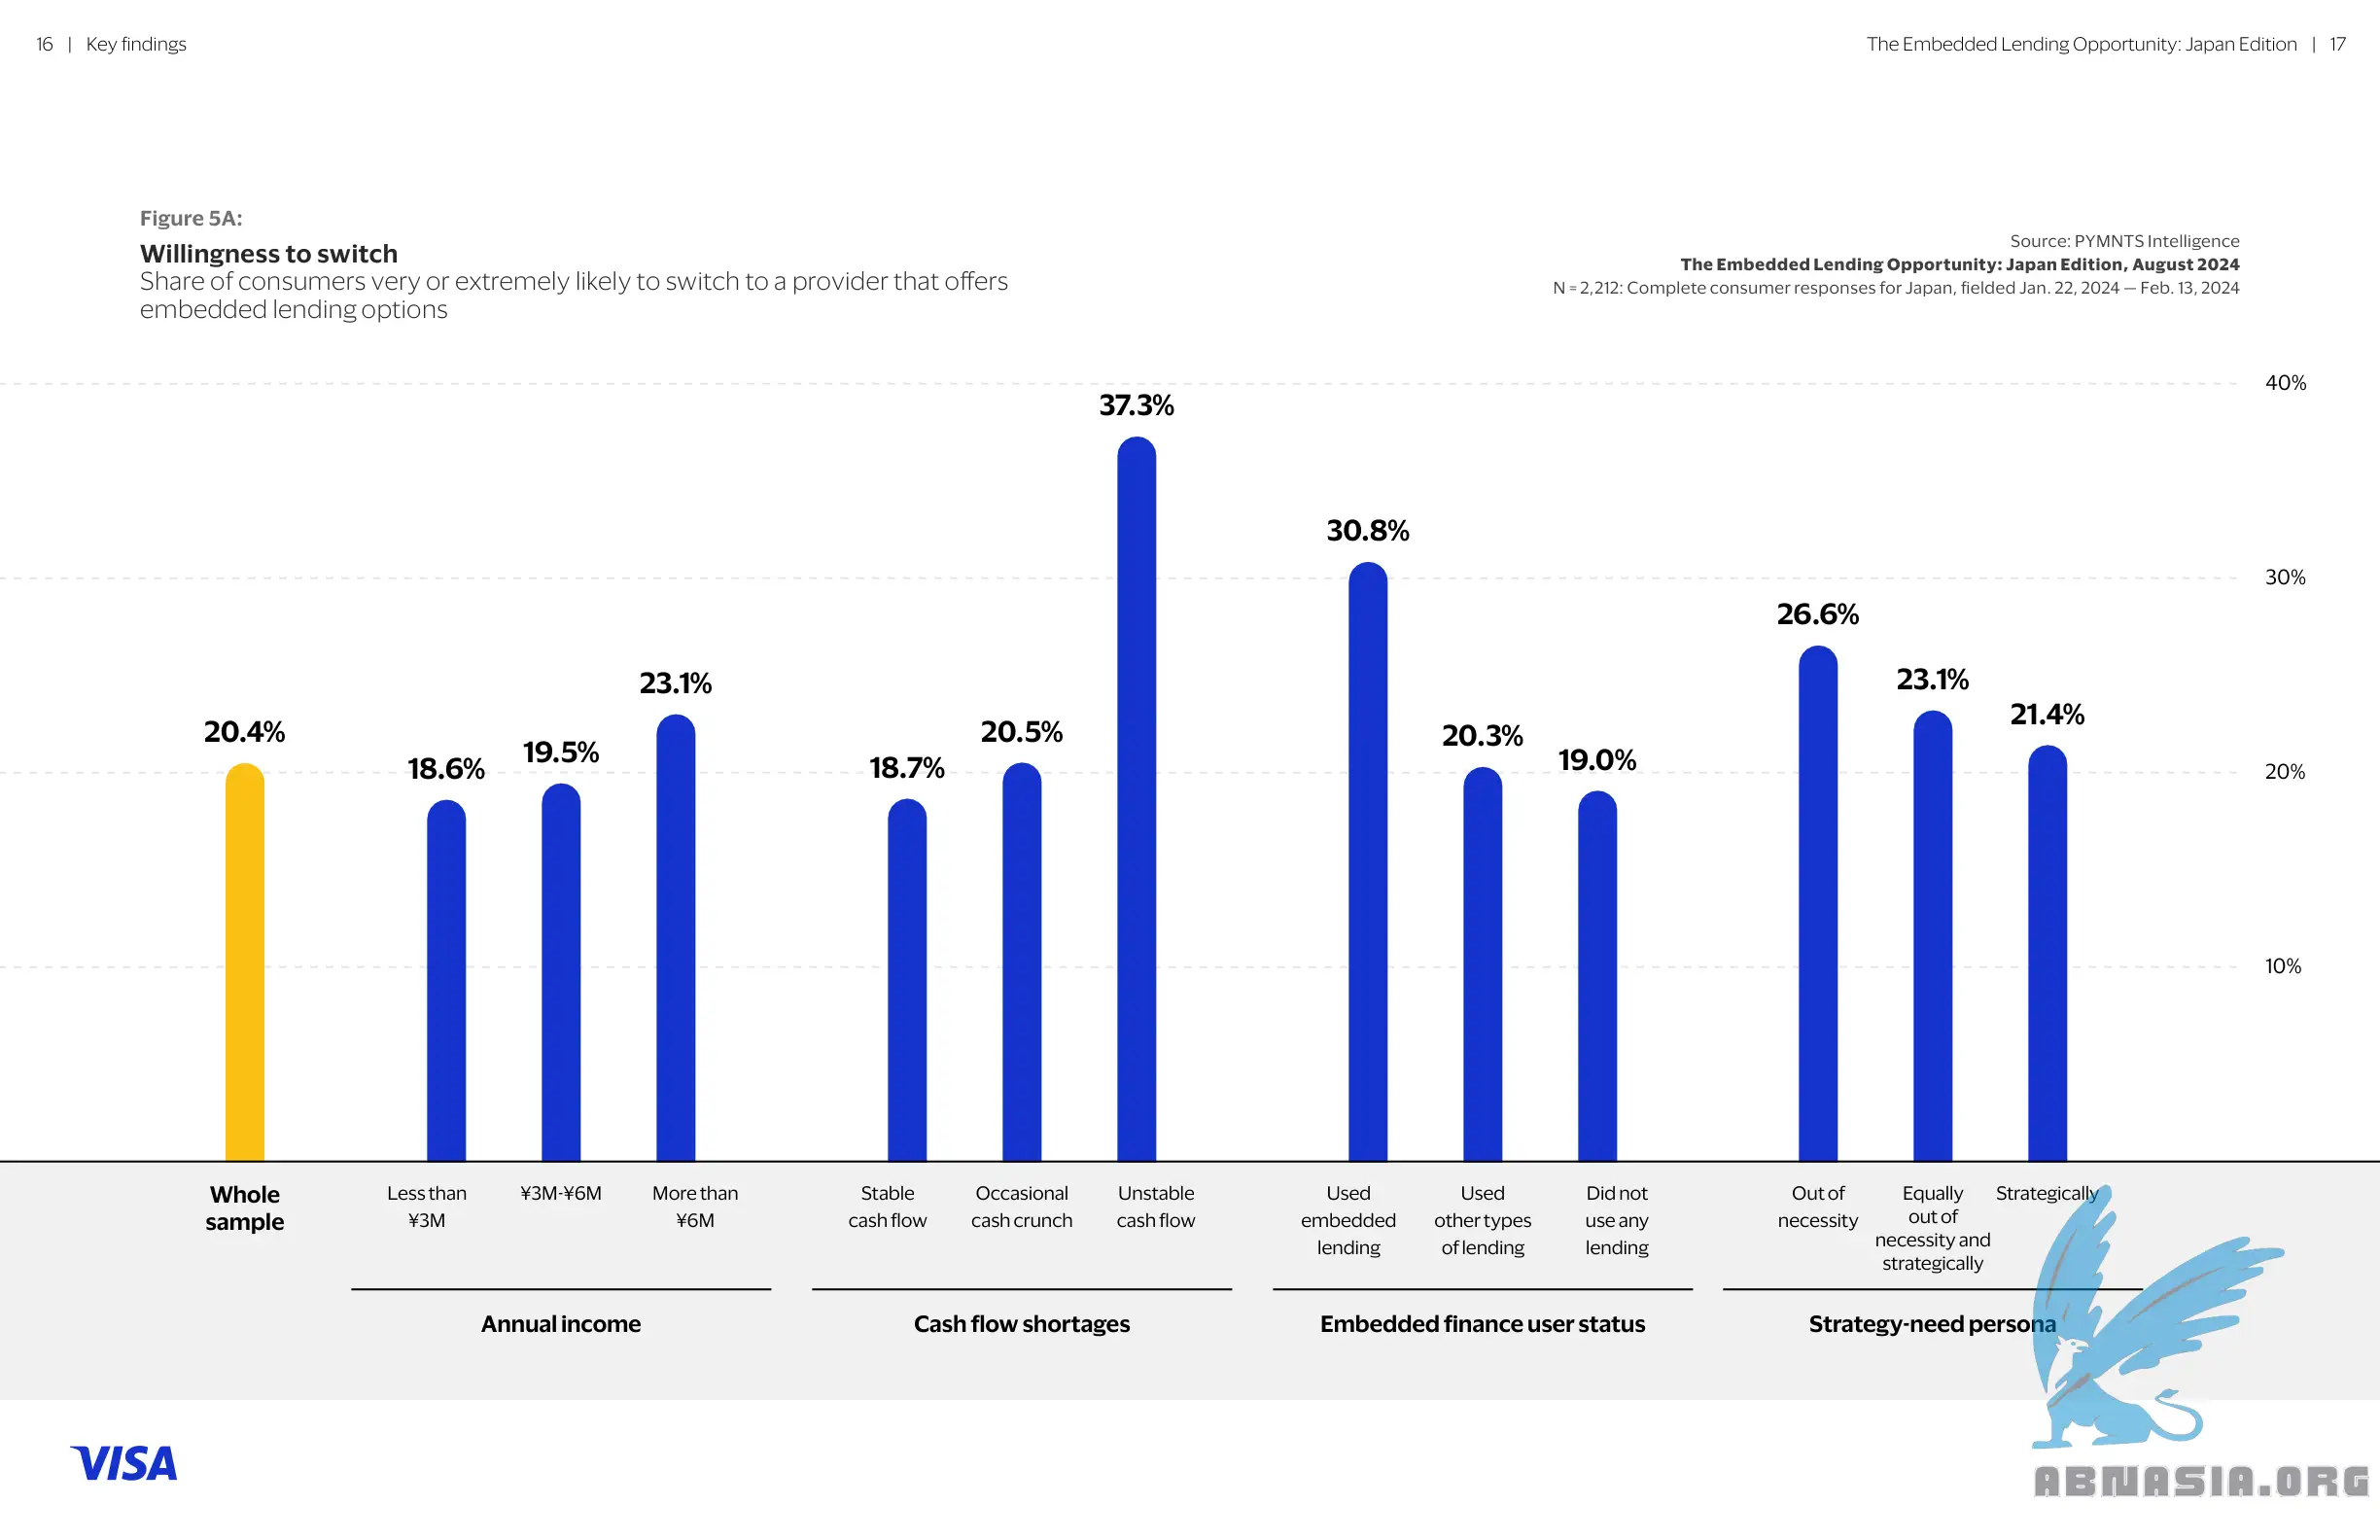 16 | Key findings
The Embedded Lending Opportunity: Japan Edition | 17
Figure 5A:
Willingness to switch
Share of consumers very or extremely likely to switch to a provider that offers
embedded lending options
Source: PYMNTS Intelligence
The Embedded Lending Opportunity: Japan Edition, August 2024
N = 2,212: Complete consumer responses for Japan, fielded Jan. 22, 2024 — Feb. 13, 2024
40%
30%
20%
10%
20.4%
18.6%
19.5%
23.1%
18.7%
20.5%
37.3%
30.8%
20.3%
19.0%
26.6%
23.1%
21.4%
Whole
sample
Less than
¥3M
¥3M-¥6M
More than
¥6M
Annual income
Stable
cash flow
Occasional
cash crunch
Unstable
cash flow
Cash flow shortages
Used
embedded
lending
Used
other types
of lending
Did not
use any
lending
Embedded finance user status
Out of
necessity
Equally
out of
necessity and
strategically
Strategically
Strategy-need persona
VISA
ABNASIA.ORG